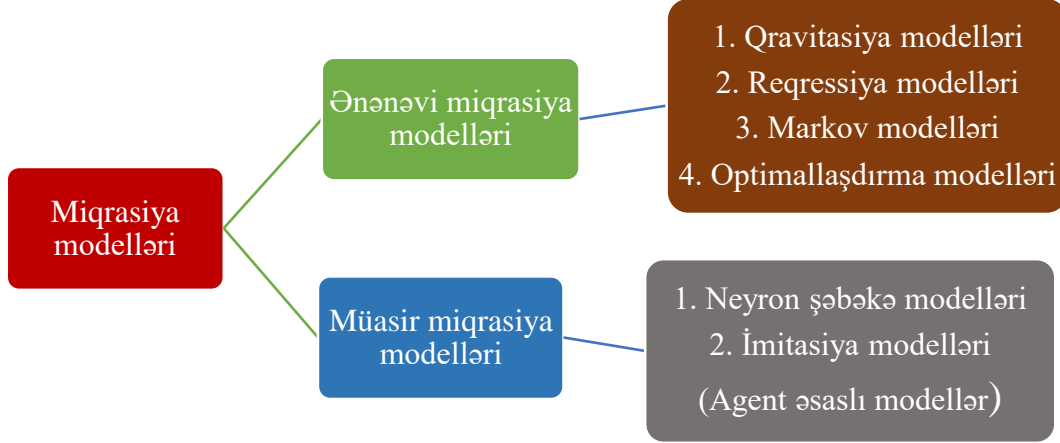 Miqrasiya
modelləri
Ənənəvi miqrasiya
modelləri
1. Qravitasiya modelləri
2. Reqressiya modelləri
3. Markov modelləri
4. Optimallaşdırma modelləri
Müasir miqrasiya
modelləri
1. Neyron şəbəkə modelləri
2. İmitasiya modelləri
(Agent əsaslı modellər)